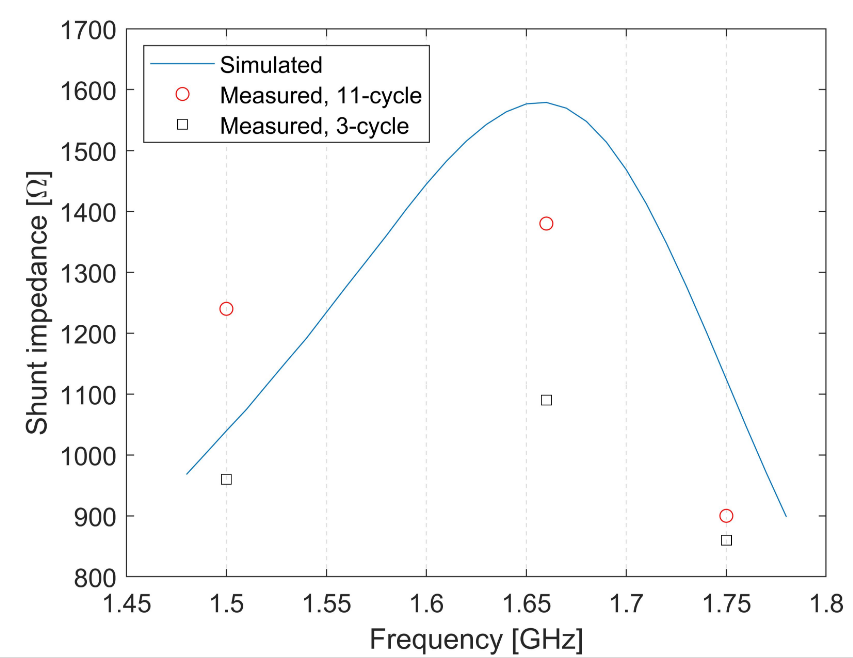 1700
1600
1500
1400
1300
1200
1100
1000
900
800
Shunt impedance [Ω]
Simulated
Measured, 11-cycle
Measured, 3-cycle
1.45 1.5 1.55 1.6 1.65 1.7 1.75 1.8
Frequency [GHz]